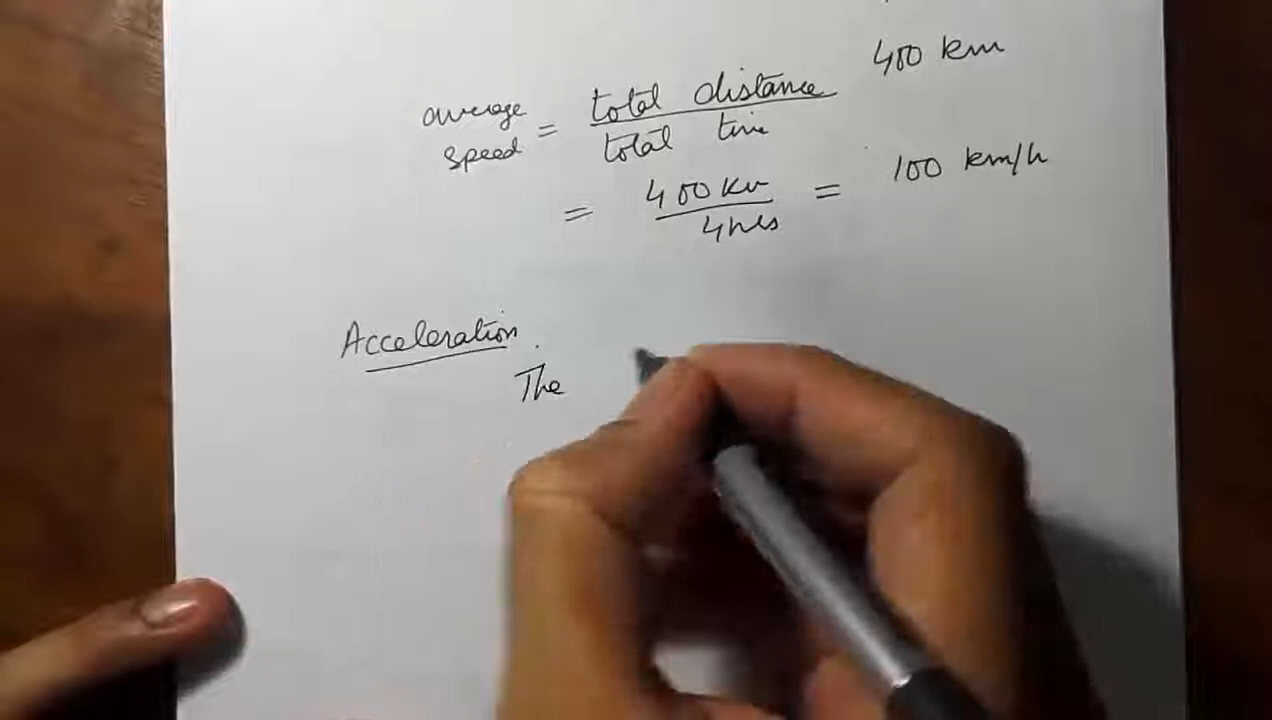 400 km
average speed = total distance / total time
= 400 km / 4 hrs = 100 km/h
Acceleration.
The